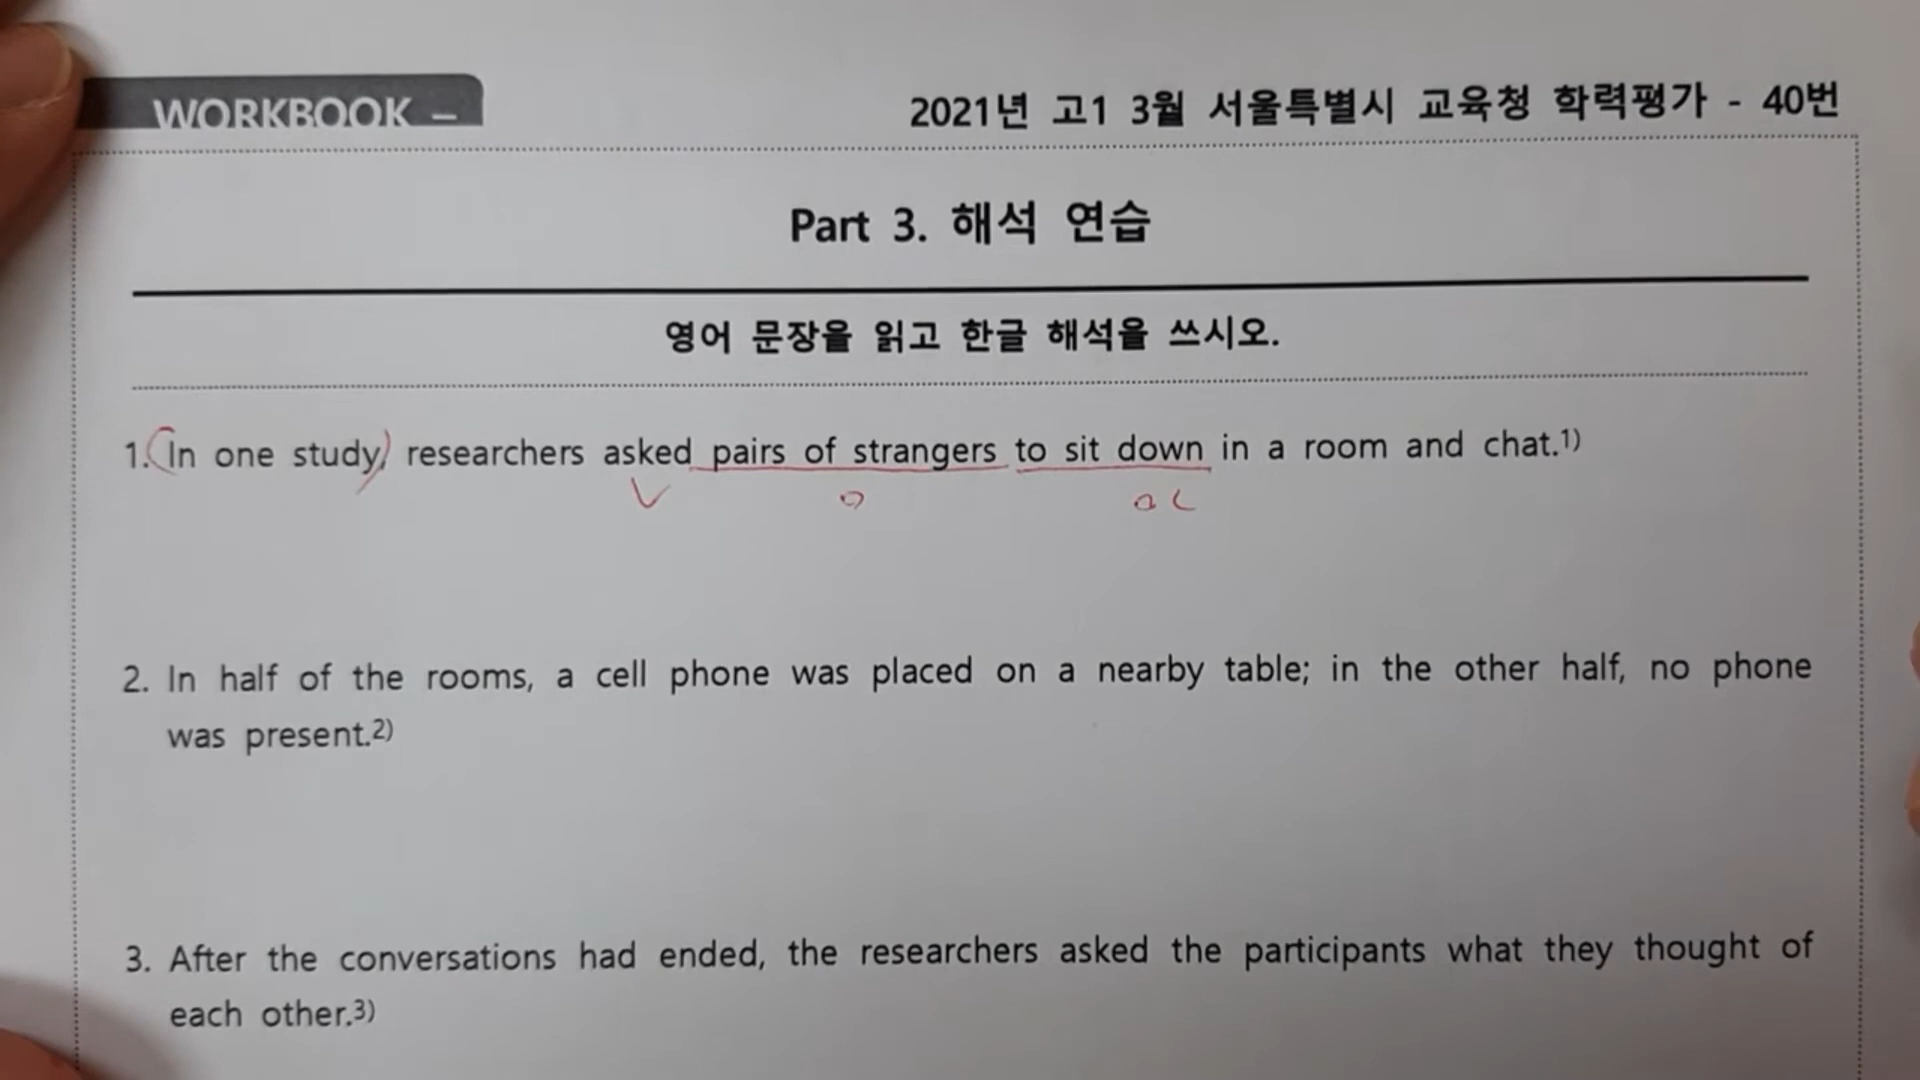 WORKBOOK –
2021년 고1 3월 서울특별시 교육청 학력평가 - 40번
Part 3. 해석 연습
영어 문장을 읽고 한글 해석을 쓰시오.
1. (In one study,) researchers asked pairs of strangers to sit down in a room and chat.1)
V o o c
2. In half of the rooms, a cell phone was placed on a nearby table; in the other half, no phone
was present.2)
3. After the conversations had ended, the researchers asked the participants what they thought of
each other.3)